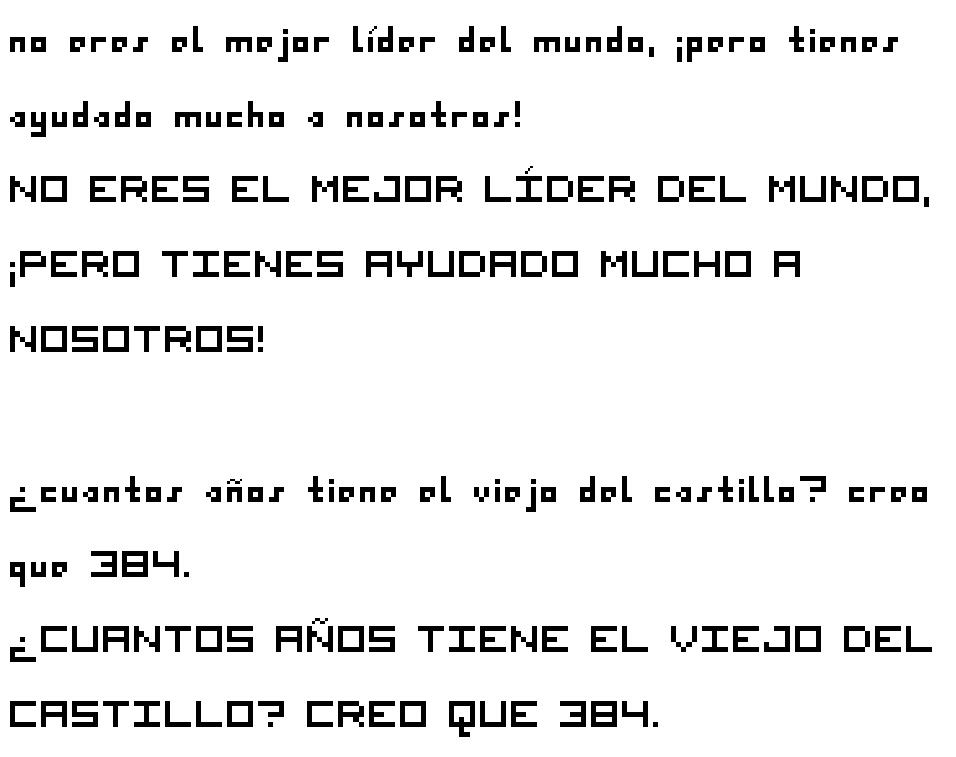 no eres el mejor líder del mundo, ¡pero tienes
ayudado mucho a nosotros!
NO ERES EL MEJOR LÍDER DEL MUNDO,
¡PERO TIENES AYUDADO MUCHO A
NOSOTROS!
¿cuantos años tiene el viejo del castillo? creo
que 384.
¿CUANTOS AÑOS TIENE EL VIEJO DEL
CASTILLO? CREO QUE 384.